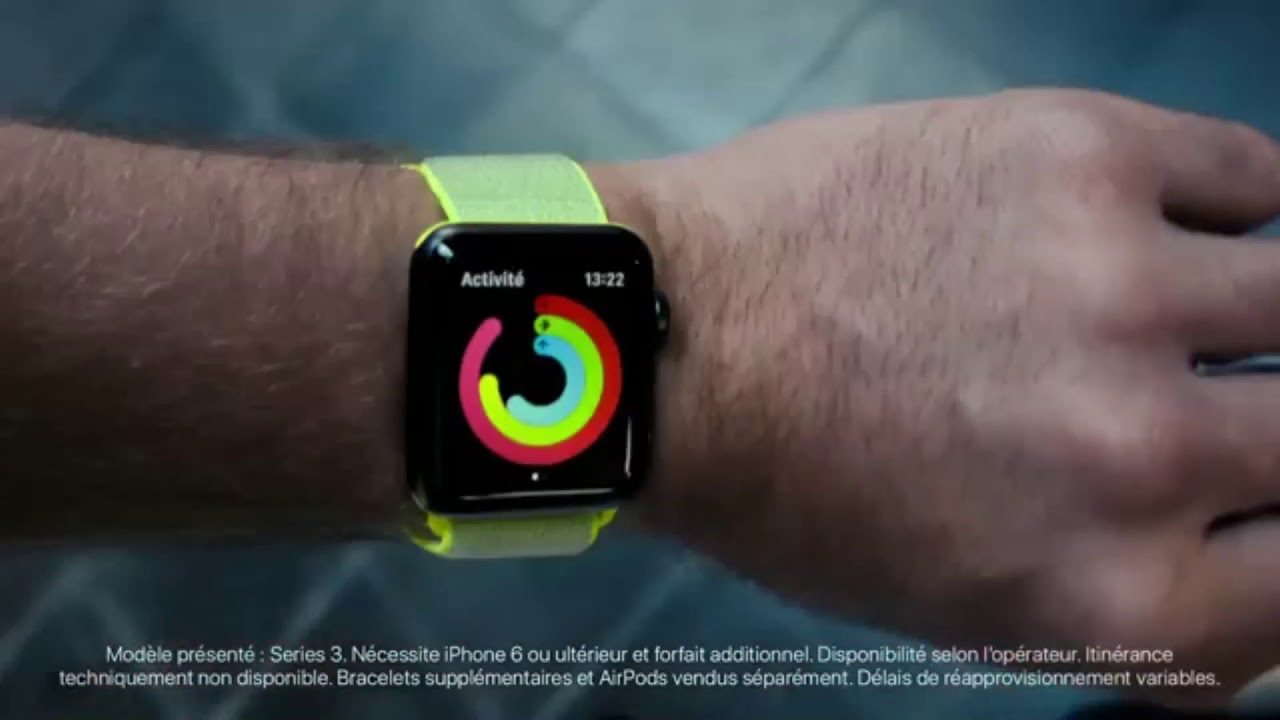 Activité 13:22
Modèle présenté : Series 3. Nécessite iPhone 6 ou ultérieur et forfait additionnel. Disponibilité selon l'opérateur. Itinérance
techniquement non disponible. Bracelets supplémentaires et AirPods vendus séparément. Délais de réapprovisionnement variables.